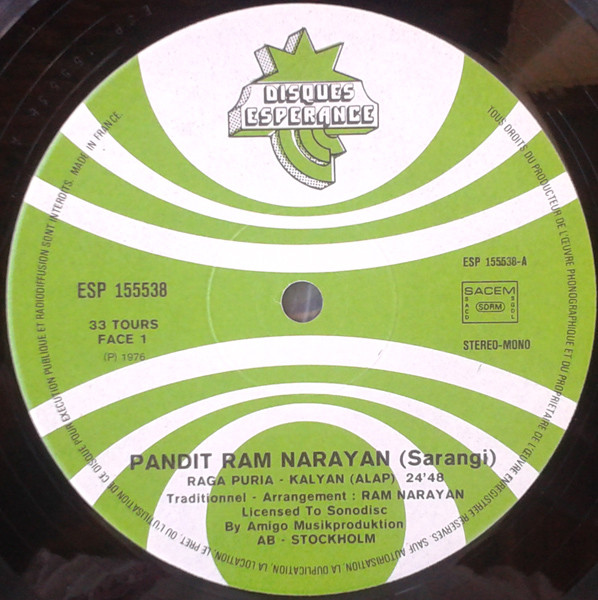 DISQUES
ESPERANCE
MADE IN FRANCE
TOUS DROITS DU PRODUCTEUR DE L'ŒUVRE PHONOGRAPHIQUE ET DU PROPRIETAIRE DE L'ŒUVRE ENREGISTREE RESERVES. SAUF AUTORISATION, LA DUPLICATION, LA LOCATION, LE PRET, OU L'UTILISATION DE CE DISQUE POUR EXECUTION PUBLIQUE ET RADIODIFFUSION SONT INTERDITS.
ESP 155538
33 TOURS
FACE 1
(P) 1976
ESP 155538-A
SACEM
SACD
SDRM
SGDL
STEREO-MONO
PANDIT RAM NARAYAN (Sarangi)
RAGA PURIA - KALYAN (ALAP) 24'48
Traditionnel - Arrangement : RAM NARAYAN
Licensed To Sonodisc
By Amigo Musikproduktion
AB - STOCKHOLM